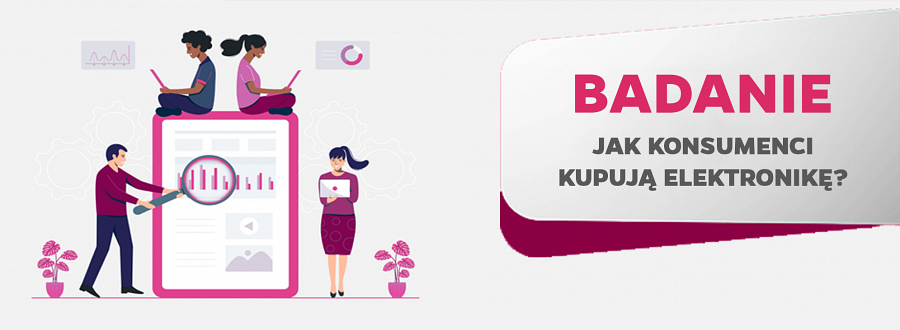 BADANIE
JAK KONSUMENCI
KUPUJĄ ELEKTRONIKĘ?